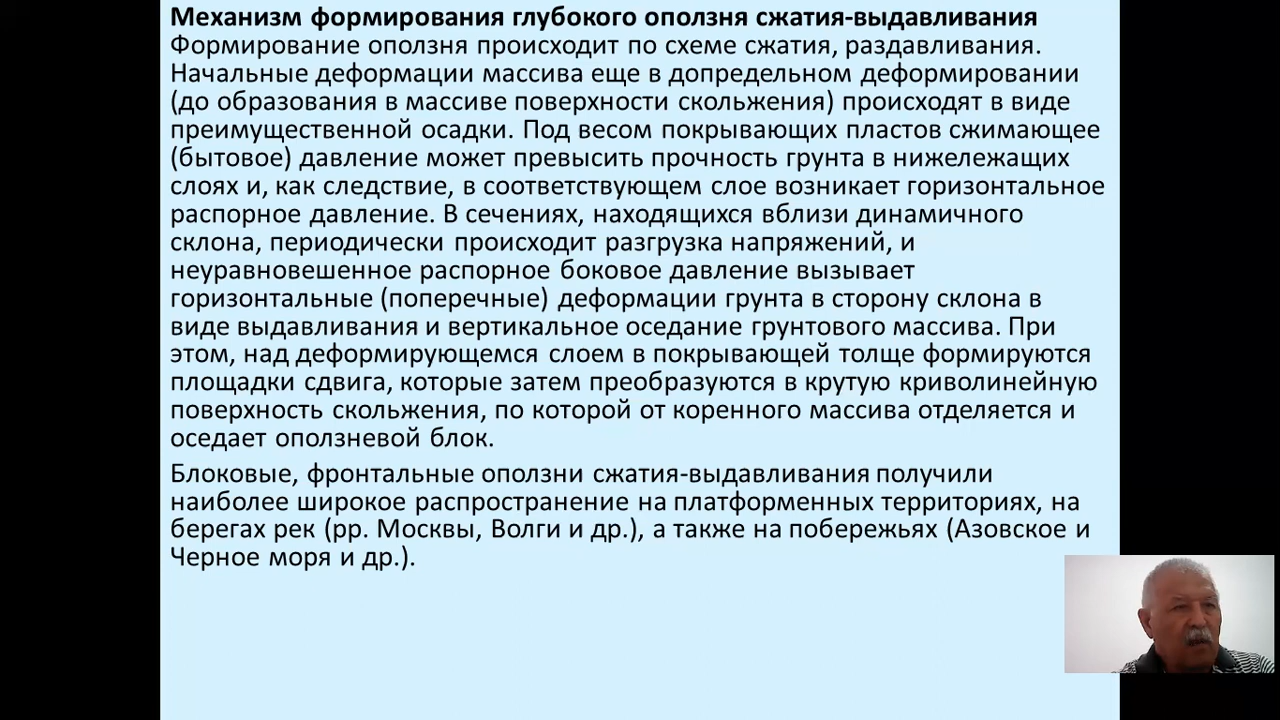 Механизм формирования глубокого оползня сжатия-выдавливания
Формирование оползня происходит по схеме сжатия, раздавливания.
Начальные деформации массива еще в допредельном деформировании
(до образования в массиве поверхности скольжения) происходят в виде
преимущественной осадки. Под весом покрывающих пластов сжимающее
(бытовое) давление может превысить прочность грунта в нижележащих
слоях и, как следствие, в соответствующем слое возникает горизонтальное
распорное давление. В сечениях, находящихся вблизи динамичного
склона, периодически происходит разгрузка напряжений, и
неуравновешенное распорное боковое давление вызывает
горизонтальные (поперечные) деформации грунта в сторону склона в
виде выдавливания и вертикальное оседание грунтового массива. При
этом, над деформирующемся слоем в покрывающей толще формируются
площадки сдвига, которые затем преобразуются в крутую криволинейную
поверхность скольжения, по которой от коренного массива отделяется и
оседает оползневой блок.
Блоковые, фронтальные оползни сжатия-выдавливания получили
наиболее широкое распространение на платформенных территориях, на
берегах рек (рр. Москвы, Волги и др.), а также на побережьях (Азовское и
Черное моря и др.).